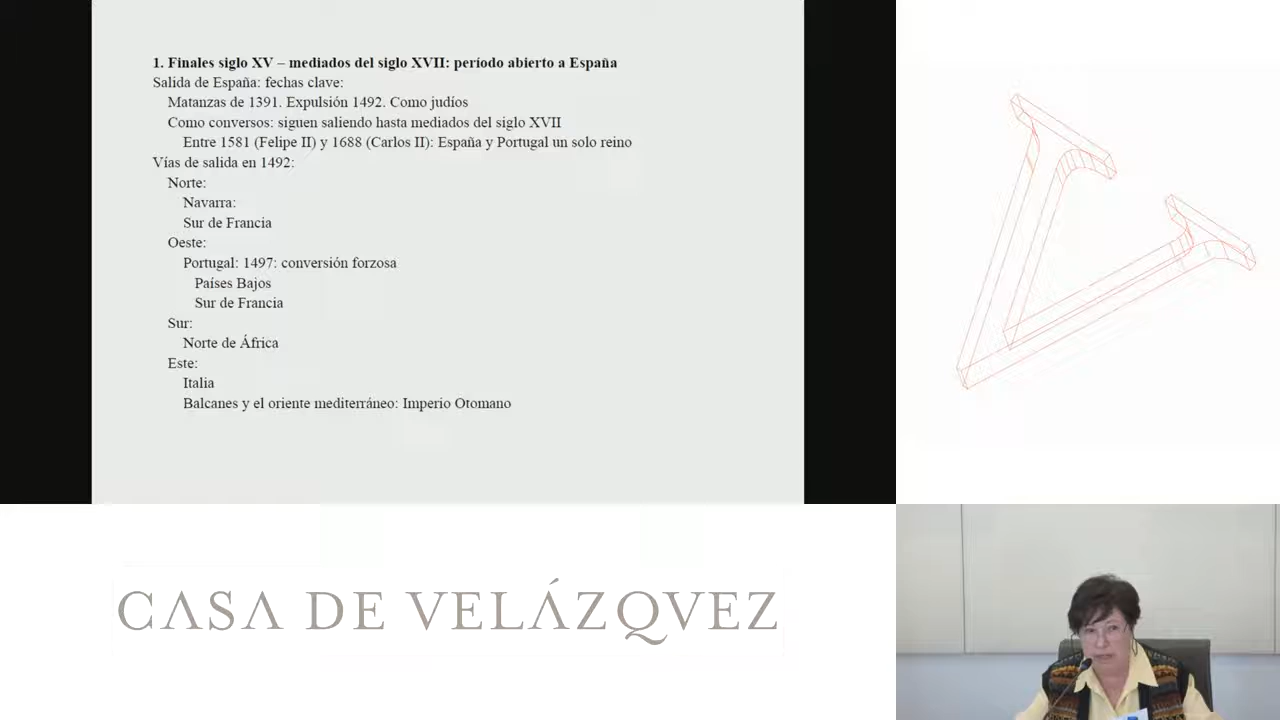 1. Finales siglo XV – mediados del siglo XVII: período abierto a España
Salida de España: fechas clave:
Matanzas de 1391. Expulsión 1492. Como judíos
Como conversos: siguen saliendo hasta mediados del siglo XVII
Entre 1581 (Felipe II) y 1688 (Carlos II): España y Portugal un solo reino
Vías de salida en 1492:
Norte:
Navarra:
Sur de Francia
Oeste:
Portugal: 1497: conversión forzosa
Países Bajos
Sur de Francia
Sur:
Norte de África
Este:
Italia
Balcanes y el oriente mediterráneo: Imperio Otomano
CASA DE VELÁZQVEZ